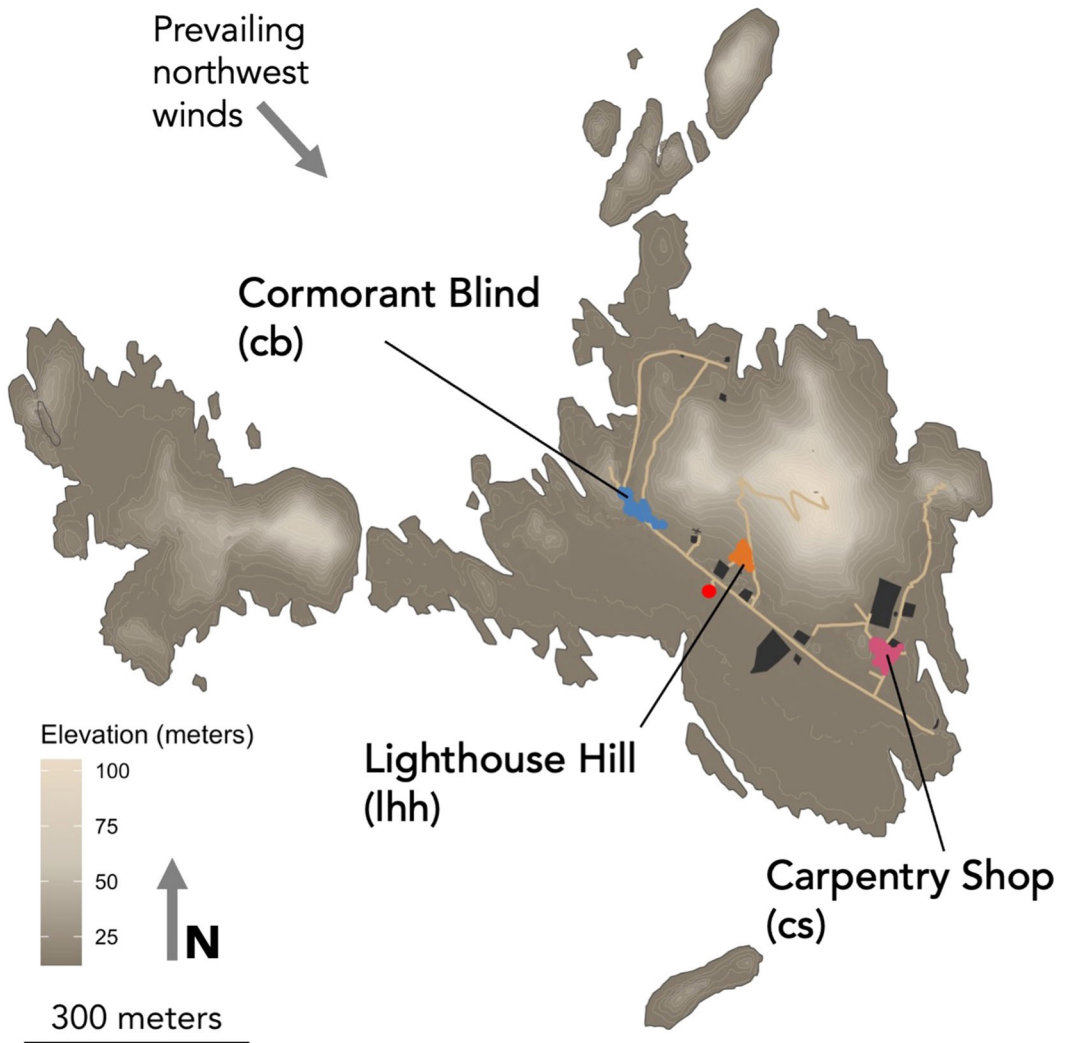 Prevailing
northwest
winds
Cormorant Blind
(cb)
Lighthouse Hill
(lhh)
Carpentry Shop
(cs)
Elevation (meters)
100
75
50
25
N
300 meters